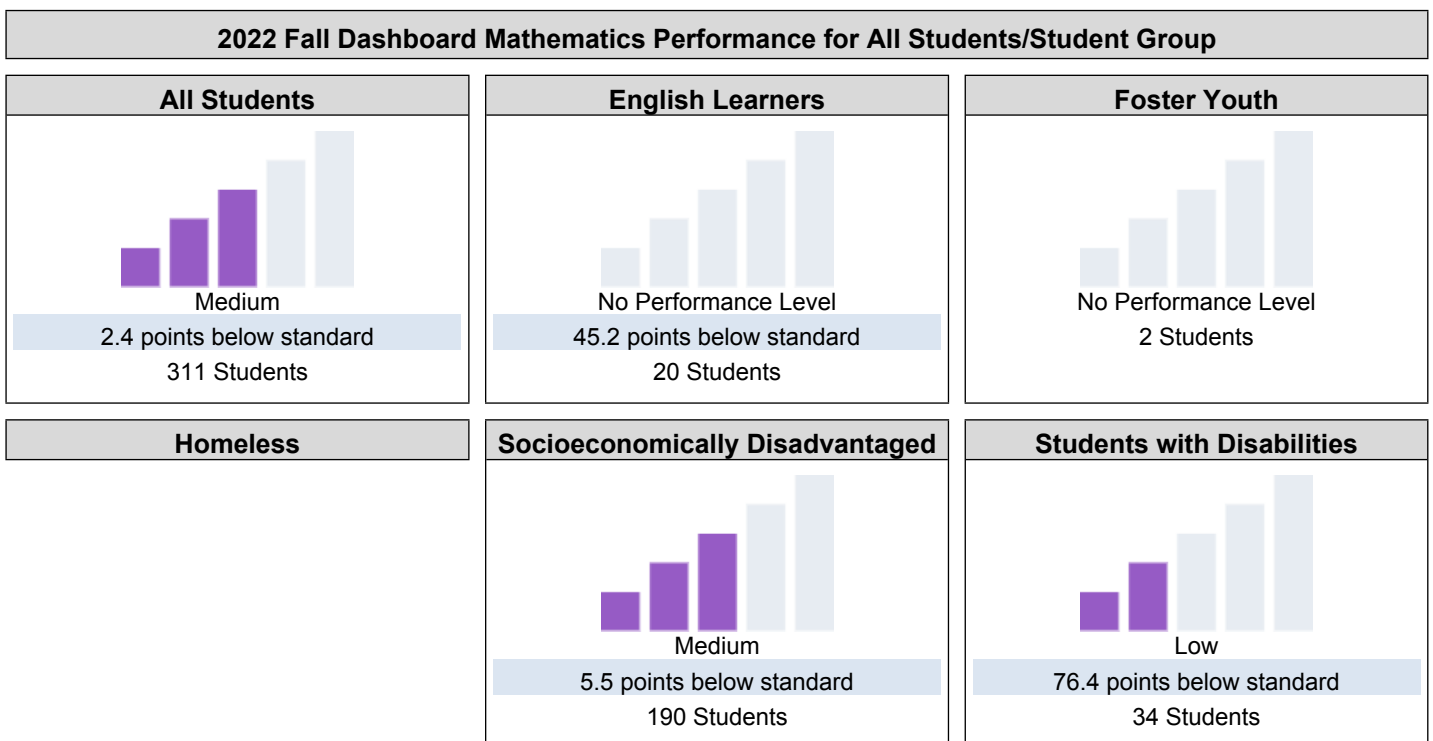 2022 Fall Dashboard Mathematics Performance for All Students/Student Group
All Students
Medium
2.4 points below standard
311 Students
English Learners
No Performance Level
45.2 points below standard
20 Students
Foster Youth
No Performance Level
2 Students
Homeless
Socioeconomically Disadvantaged
Medium
5.5 points below standard
190 Students
Students with Disabilities
Low
76.4 points below standard
34 Students